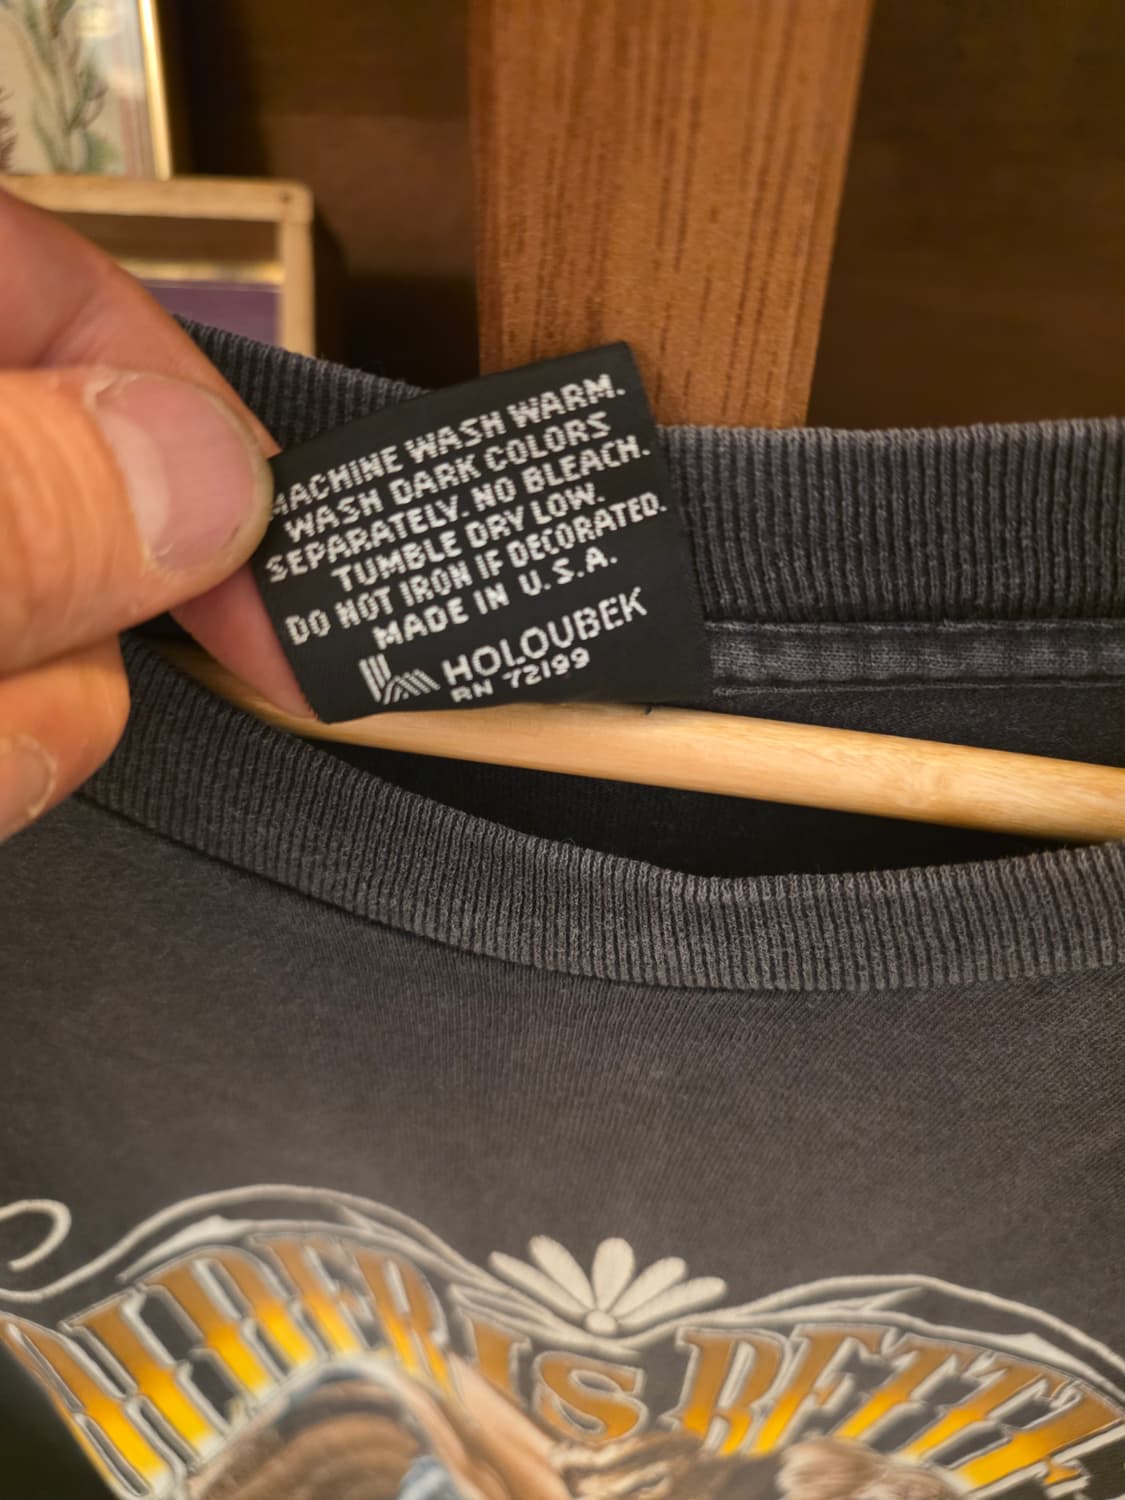 MACHINE WASH WARM.
WASH DARK COLORS
SEPARATELY. NO BLEACH.
TUMBLE DRY LOW.
DO NOT IRON IF DECORATED.
MADE IN U.S.A.
HOLOUBEK
RN 72199
IS